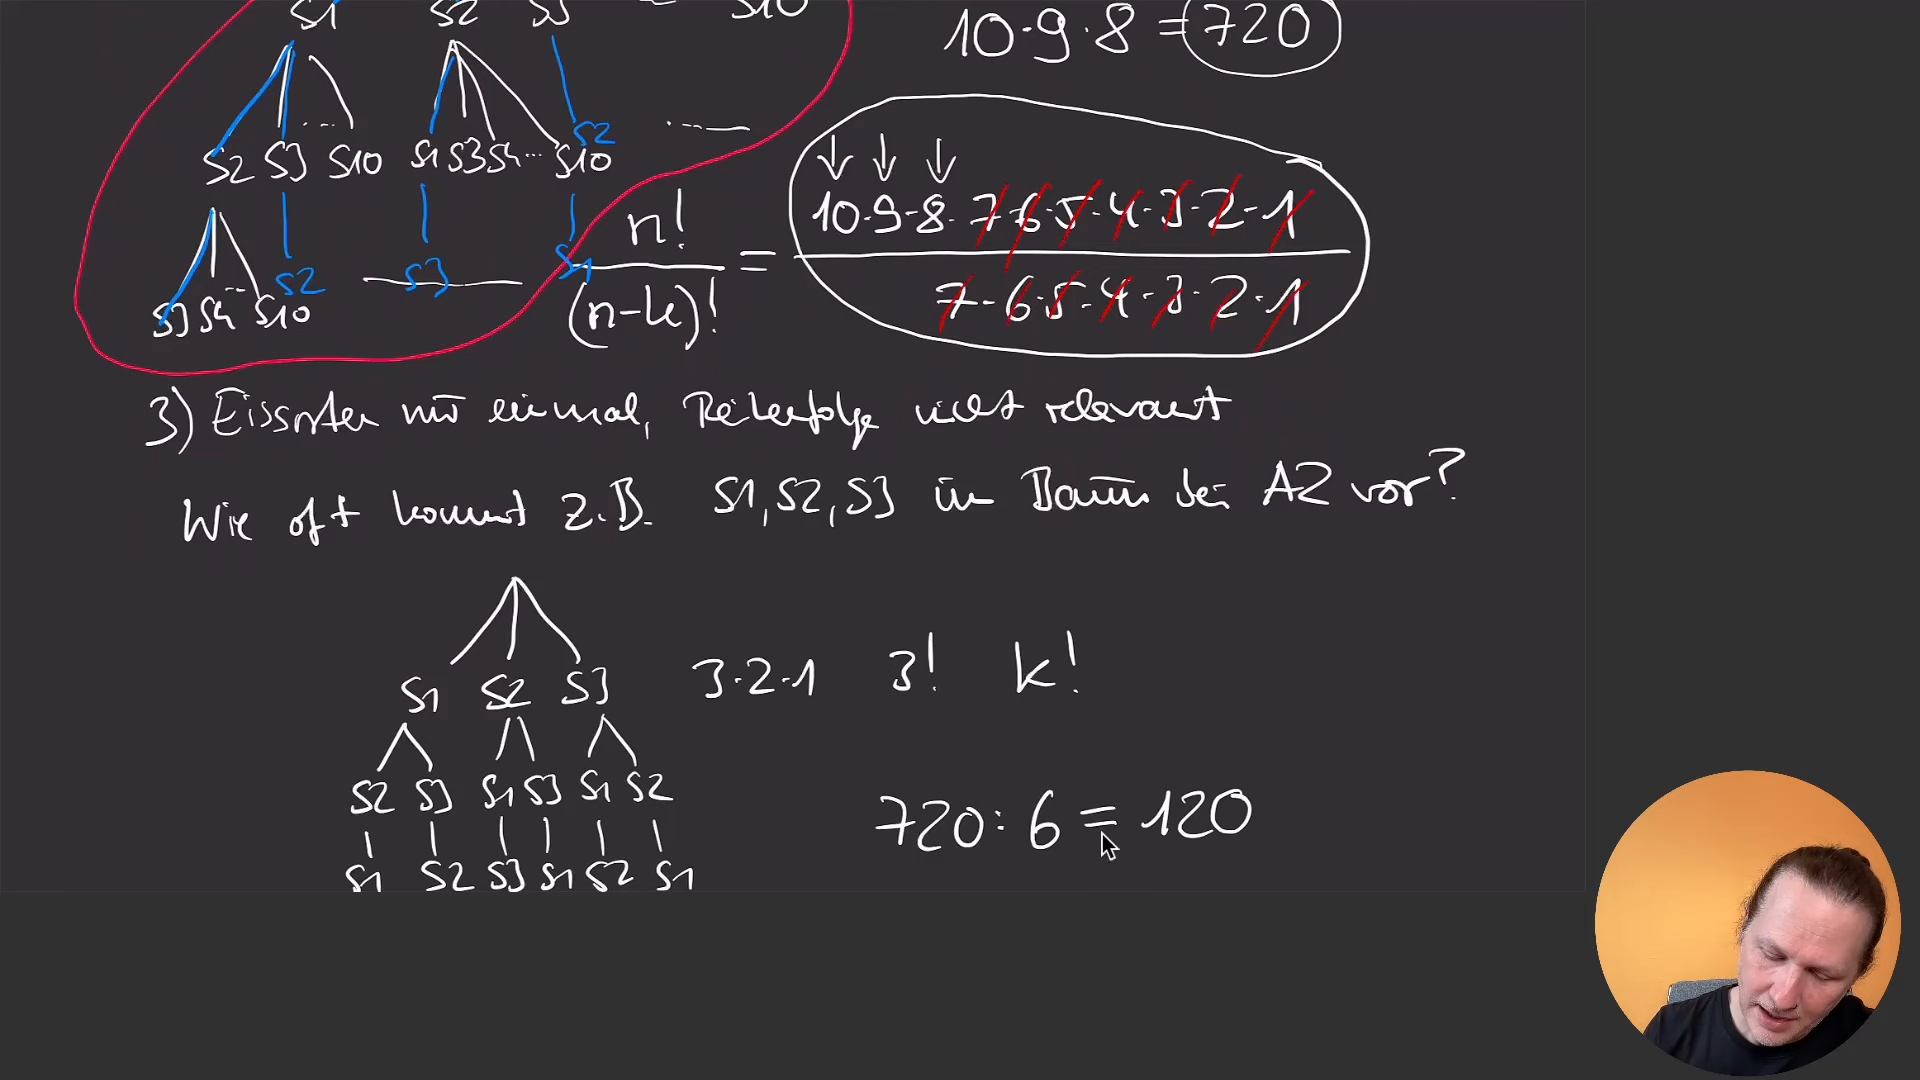 S1 S2 S3 S10
10·9·8 = 720
S2 S3 ... S10 S1 S3 S4 ... S10 S2 ...
S3 S4 ... S10 S2 S3 S1
n! / (n-k)! = 10·9·8·7·6·5·4·3·2·1 / 7·6·5·4·3·2·1
3) Eissorten nur einmal, Reihenfolge nicht relevant
Wie oft kommt z.B. S1, S2, S3 im Baum bei A2 vor?
S1 S2 S3 3·2·1 3! k!
S2 S3 S1 S3 S1 S2
720 : 6 = 120
S1 S2 S3 S1 S2 S1